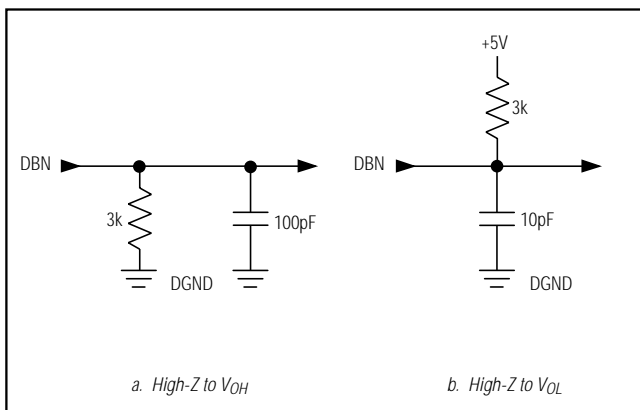 +5V
3k
DBN
DBN
3k
100pF
10pF
DGND
DGND
a. High-Z to VOH
b. High-Z to VOL